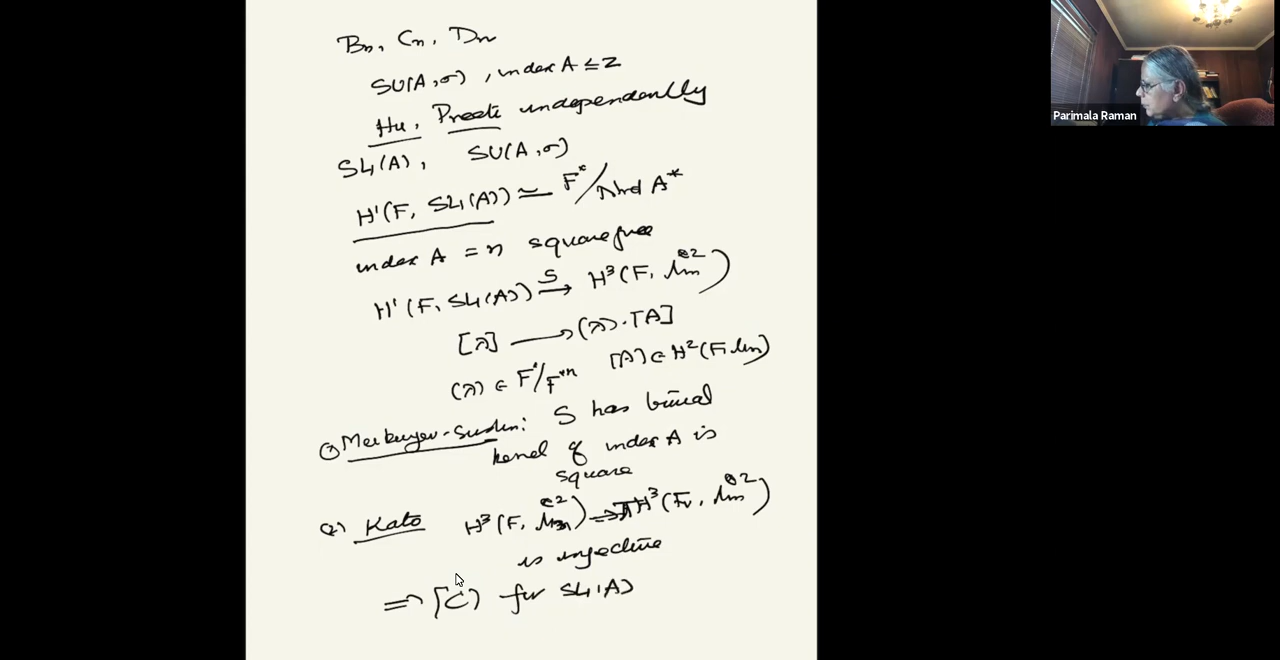 Bn, Cn, Dn
SU(A,σ), index A ≤ 2
Hu, Preeti independently
SL1(A), SU(A,σ)
H¹(F, SL1(A)) ≃ F*/Nrd A*
index A = n squarefree
H¹(F, SL1(A)) →S H³(F, μn⊗2)
[λ] → (λ)·[A]
(λ) ∈ F*/F*n [A] ∈ H²(F, μn)
① Merkurjev-Suslin: S has trivial
kernel if index A is
square
(2) Kato H³(F, μn⊗2) → πH³(Fv, μn⊗2)
is injective
⇒ (C) for SL1(A)
Parimala Raman